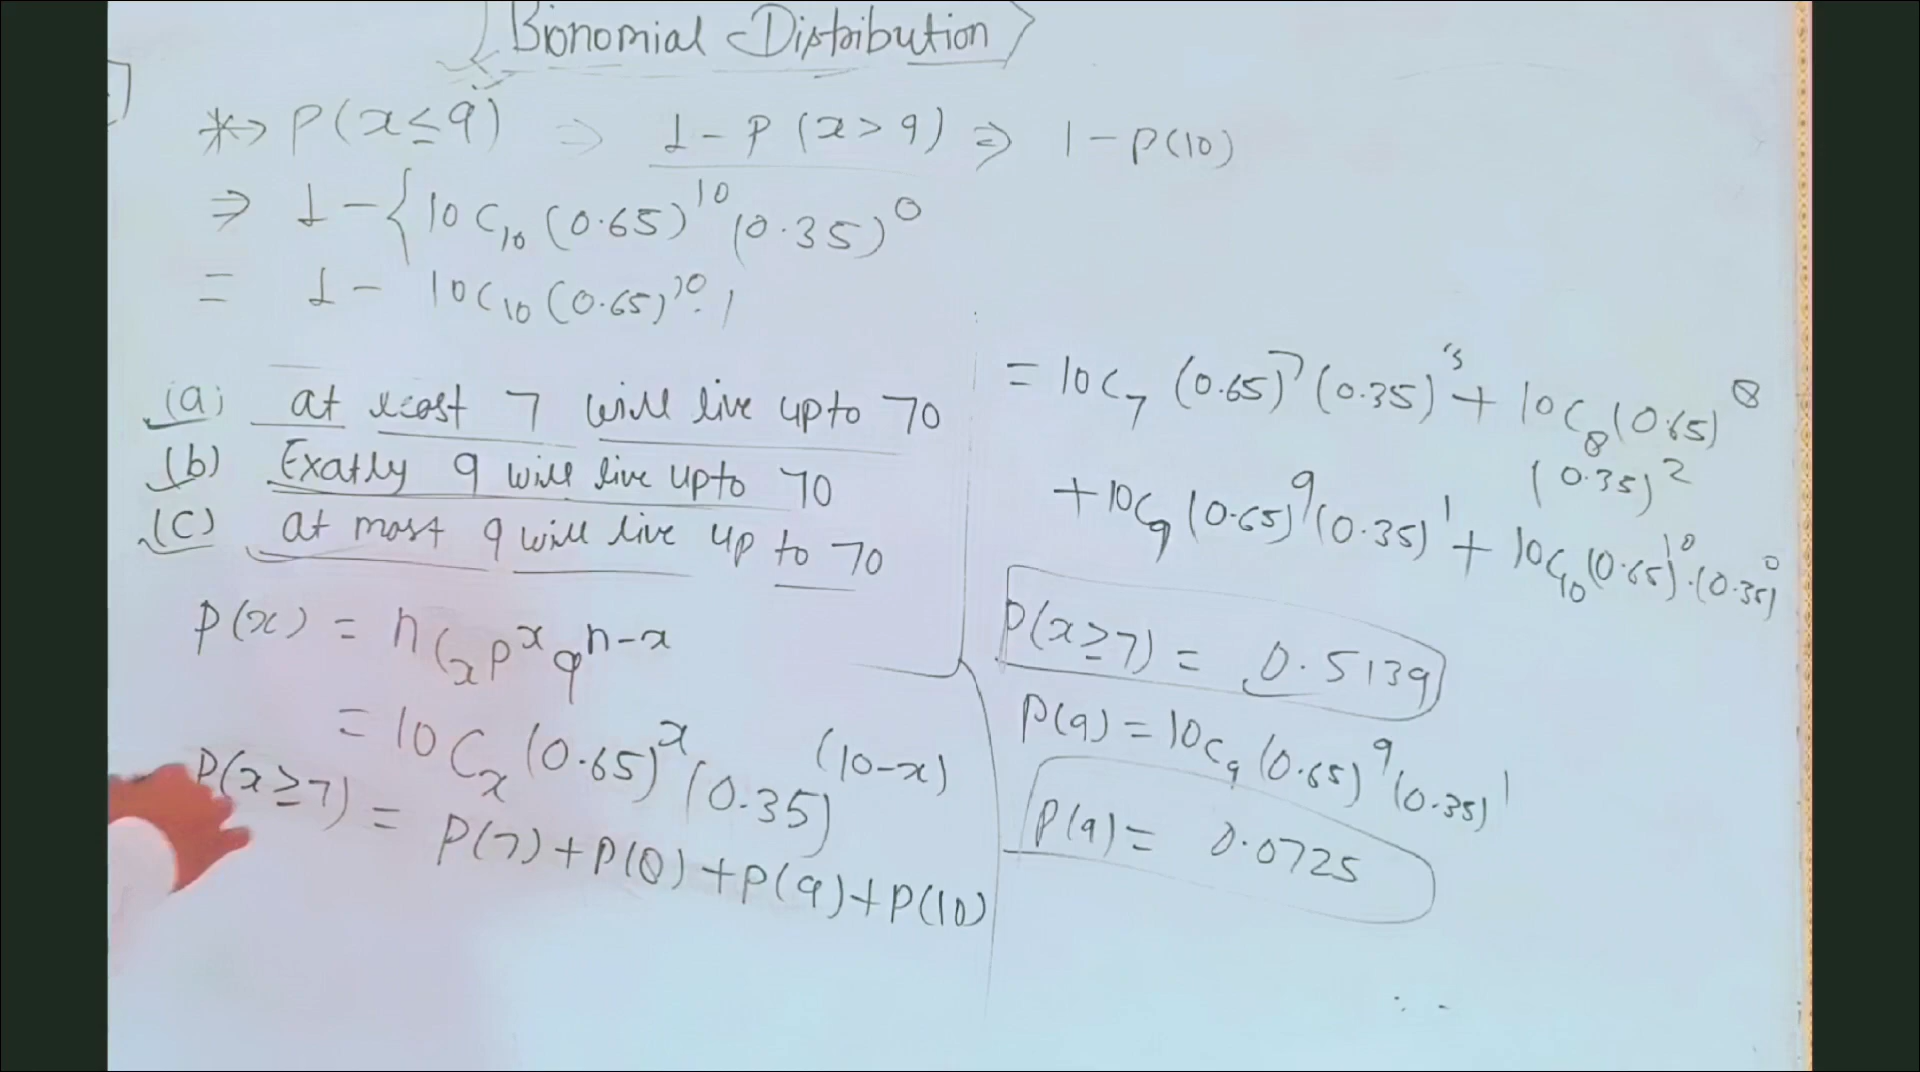 Bionomial Distribution
*→ P(x≤9) ⇒ 1 - P (x > 9) ⇒ 1 - P(10)
⇒ 1 - { 10C₁₀ (0.65)¹⁰ (0.35)⁰
= 1 - 10C₁₀ (0.65)¹⁰ . 1
(a) at least 7 will live upto 70
(b) Exatly 9 will live upto 70
(C) at most 9 will live up to 70
P(x) = nCₓ pˣ qⁿ⁻ˣ
= 10Cₓ (0.65)ˣ (0.35)⁽¹⁰⁻ˣ⁾
P(x≥7) = P(7)+P(8)+P(9)+P(10)
= 10C₇ (0.65)⁷ (0.35)³ + 10C₈ (0.65)⁸
(0.35)²
+10C₉ (0.65)⁹ (0.35)¹ + 10C₁₀ (0.65)¹⁰.(0.35)⁰
P(x≥7) = 0.5139
P(9) = 10C₉ (0.65)⁹ (0.35)¹
P(9) = 0.0725